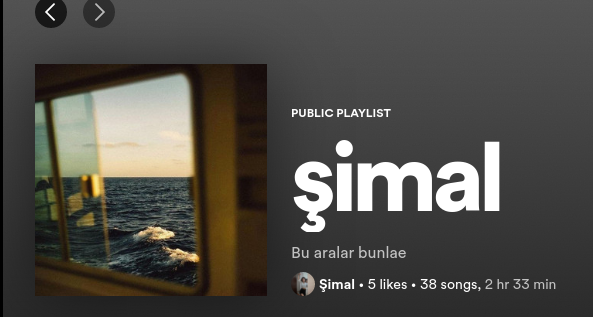 PUBLIC PLAYLIST
şimal
Bu aralar bunlae
Şimal • 5 likes • 38 songs, 2 hr 33 min